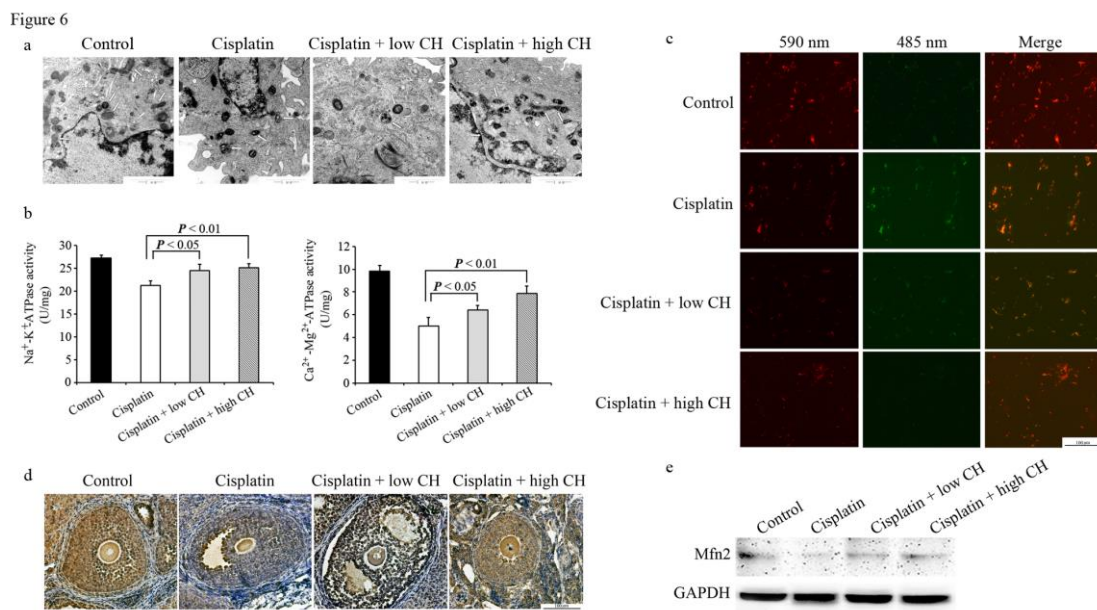 Figure 6
a
Control
Cisplatin
Cisplatin + low CH
Cisplatin + high CH
b
P < 0.01
P < 0.05
Na⁺-K⁺-ATPase activity
(U/mg)
30
25
20
15
10
5
0
Control
Cisplatin
Cisplatin + low CH
Cisplatin + high CH
P < 0.01
P < 0.05
Ca²⁺-Mg²⁺-ATPase activity
(U/mg)
12
10
8
6
4
2
0
Control
Cisplatin
Cisplatin + low CH
Cisplatin + high CH
c
590 nm
485 nm
Merge
Control
Cisplatin
Cisplatin + low CH
Cisplatin + high CH
100μm
d
Control
Cisplatin
Cisplatin + low CH
Cisplatin + high CH
100μm
e
Control
Cisplatin
Cisplatin + low CH
Cisplatin + high CH
Mfn2
GAPDH